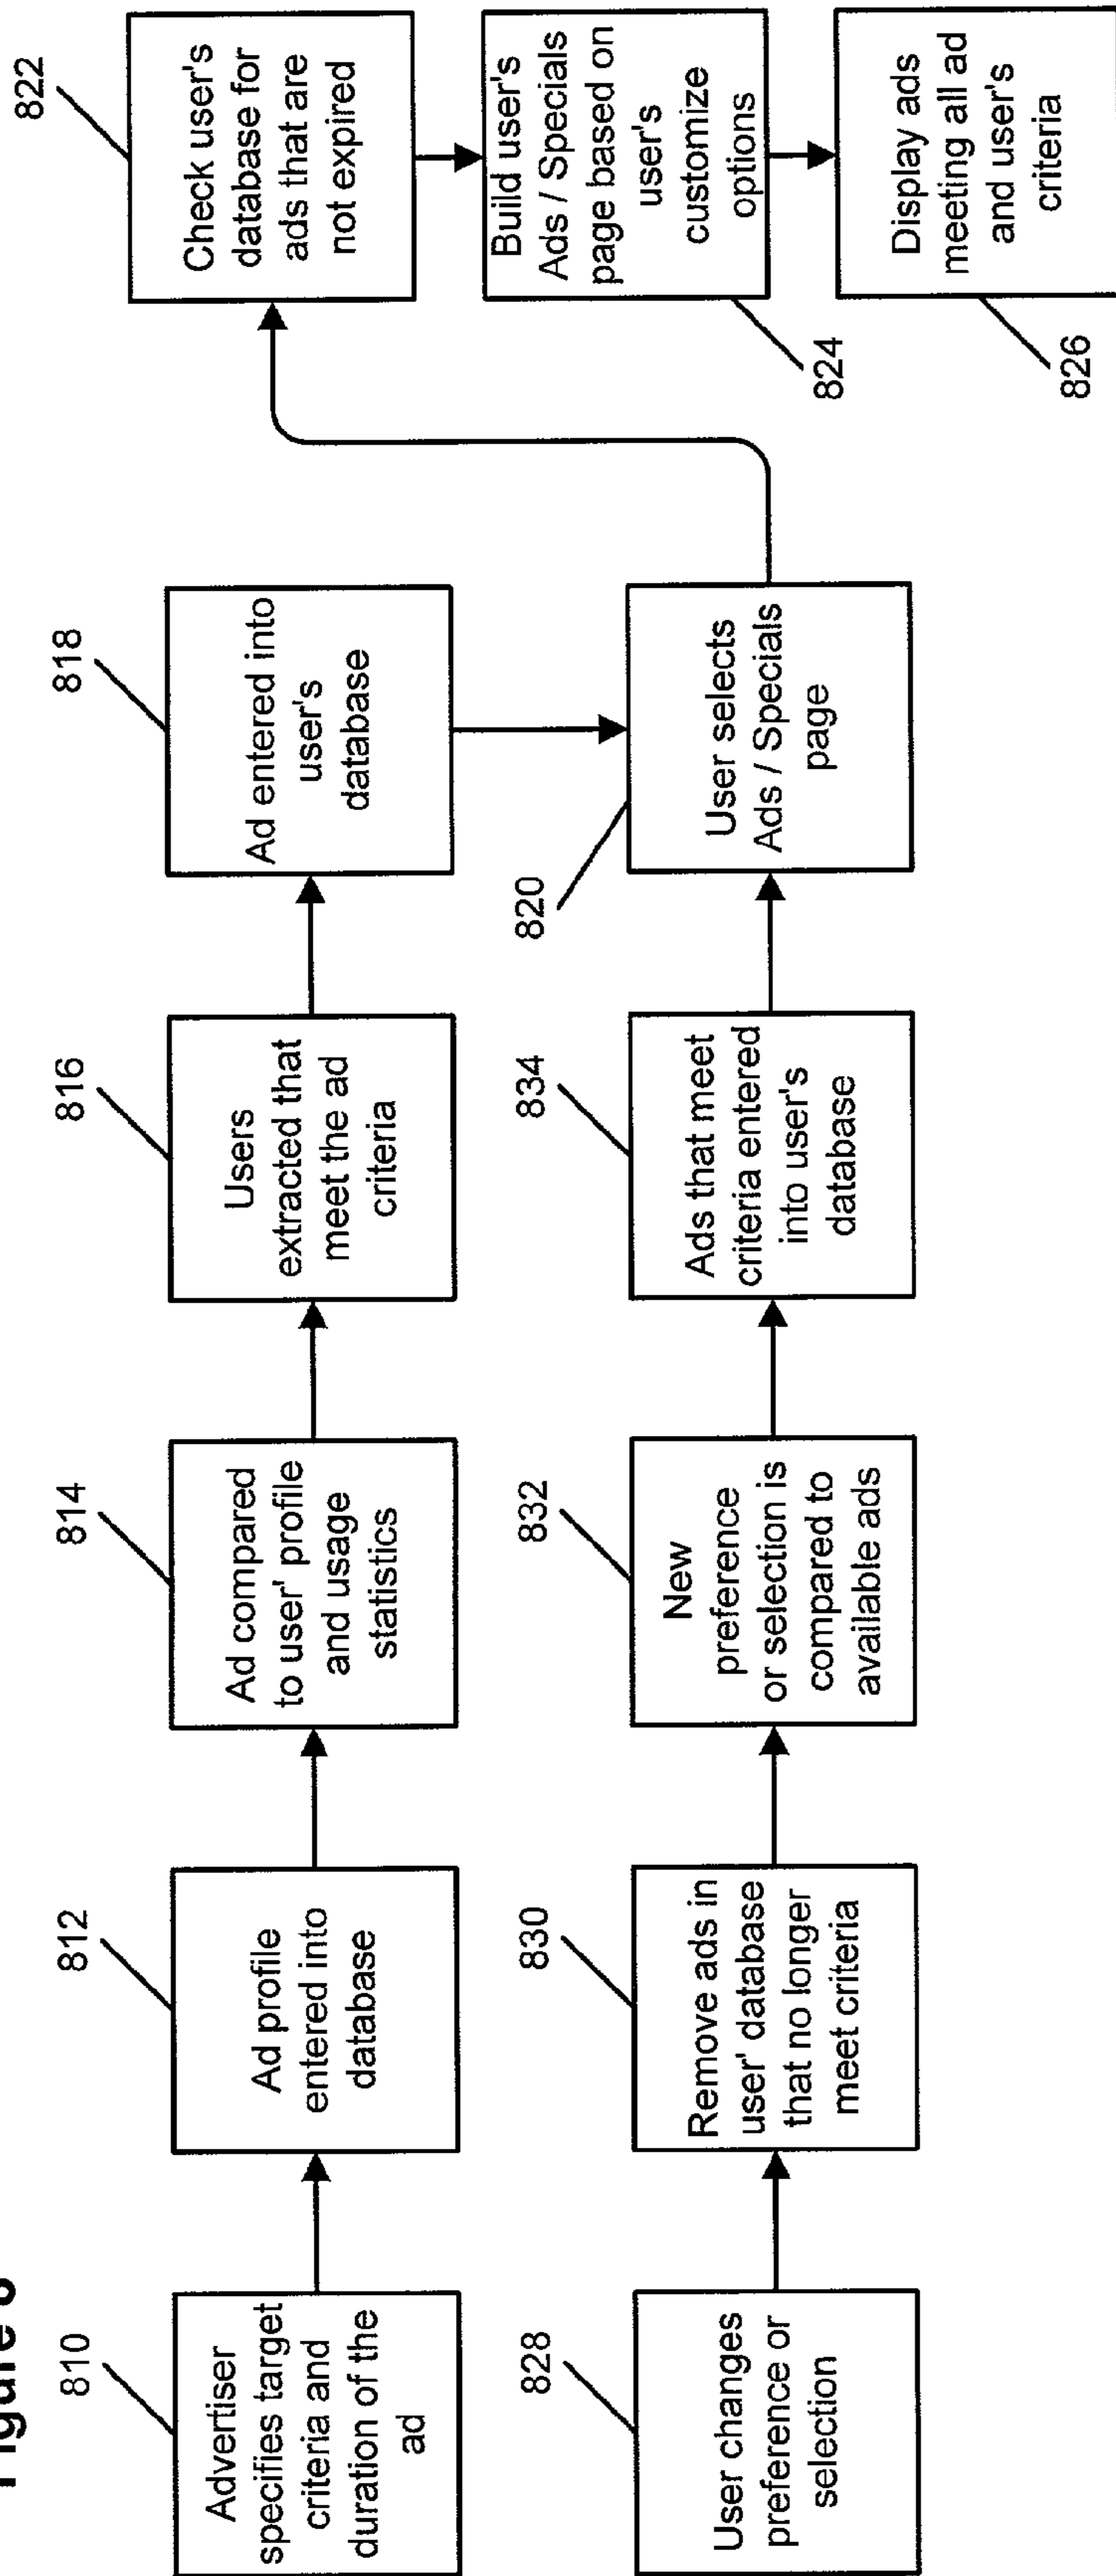 Figure 8
810
Advertiser
specifies target
criteria and
duration of the
ad
812
Ad profile
entered into
database
814
Ad compared
to user' profile
and usage
statistics
816
Users
extracted that
meet the ad
criteria
818
Ad entered into
user's
database
822
Check user's
database for
ads that are
not expired
828
User changes
preference or
selection
830
Remove ads in
user' database
that no longer
meet criteria
832
New
preference
or selection is
compared to
available ads
834
Ads that meet
criteria entered
into user's
database
820
User selects
Ads / Specials
page
Build user's
Ads / Specials
page based on
user's
customize
options
824
Display ads
meeting all ad
and user's
criteria
826